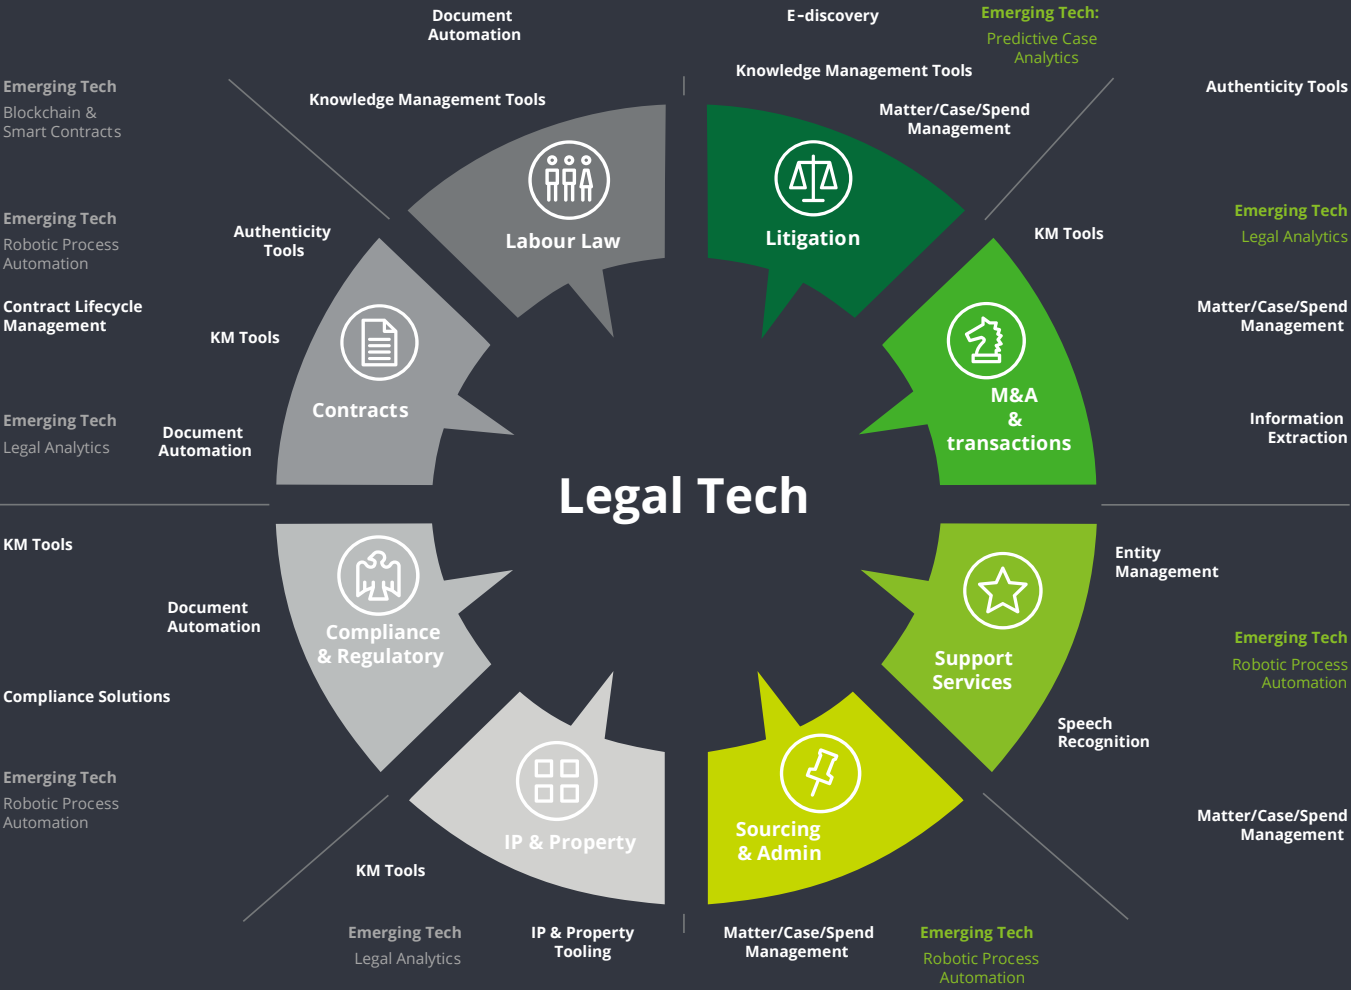 Legal Tech
Document
Automation
Knowledge Management Tools
Labour Law
E-discovery
Emerging Tech:
Predictive Case
Analytics
Knowledge Management Tools
Matter/Case/Spend
Management
Litigation
Authenticity Tools
Emerging Tech
Legal Analytics
KM Tools
Matter/Case/Spend
Management
Information
Extraction
M&A
&
transactions
Entity
Management
Emerging Tech
Robotic Process
Automation
Speech
Recognition
Matter/Case/Spend
Management
Support
Services
Sourcing
& Admin
Matter/Case/Spend
Management
Emerging Tech
Robotic Process
Automation
IP & Property
KM Tools
Emerging Tech
Legal Analytics
IP & Property
Tooling
Compliance
& Regulatory
KM Tools
Document
Automation
Compliance Solutions
Emerging Tech
Robotic Process
Automation
Contracts
Emerging Tech
Blockchain &
Smart Contracts
Emerging Tech
Robotic Process
Automation
Authenticity
Tools
Contract Lifecycle
Management
KM Tools
Emerging Tech
Legal Analytics
Document
Automation